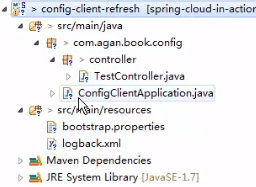 > config-client-refresh [spring-cloud-in-action
> src/main/java
> com.agan.book.config
> controller
TestController.java
> ConfigClientApplication.java
> src/main/resources
bootstrap.properties
logback.xml
Maven Dependencies
JRE System Library [JavaSE-1.7]